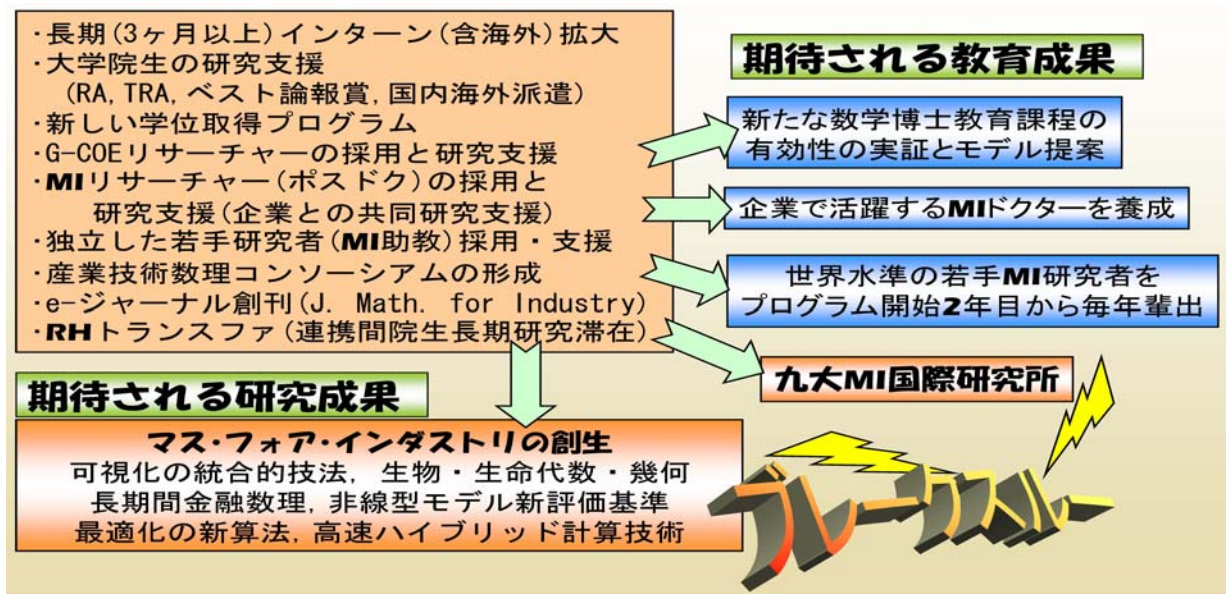 ・長期(3ヶ月以上)インターン(含海外)拡大
・大学院生の研究支援
(RA, TRA, ベスト論報賞, 国内海外派遣)
・新しい学位取得プログラム
・G-COEリサーチャーの採用と研究支援
・MIリサーチャー(ポスドク)の採用と
研究支援(企業との共同研究支援)
・独立した若手研究者(MI助教)採用・支援
・産業技術数理コンソーシアムの形成
・e-ジャーナル創刊(J. Math. for Industry)
・RHトランスファ(連携間院生長期研究滞在)
期待される教育成果
新たな数学博士教育課程の
有効性の実証とモデル提案
企業で活躍するMIドクターを養成
世界水準の若手MI研究者を
プログラム開始2年目から毎年輩出
九大MI国際研究所
期待される研究成果
マス・フォア・インダストリの創生
可視化の統合的技法, 生物・生命代数・幾何
長期間金融数理, 非線型モデル新評価基準
最適化の新算法, 高速ハイブリッド計算技術
ブレークスルー